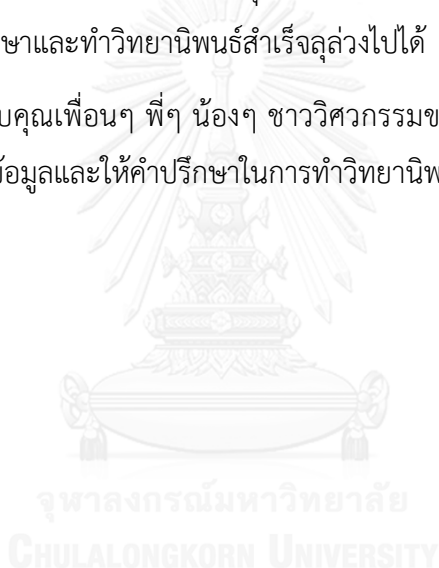 ษาและทำวิทยานิพนธ์สำเร็จลุล่วงไปได้
บคุณเพื่อนๆ พี่ๆ น้องๆ ชาววิศวกรรมข
ข้อมูลและให้คำปรึกษาในการทำวิทยานิพ
จุฬาลงกรณ์มหาวิทยาลัย
CHULALONGKORN UNIVERSITY